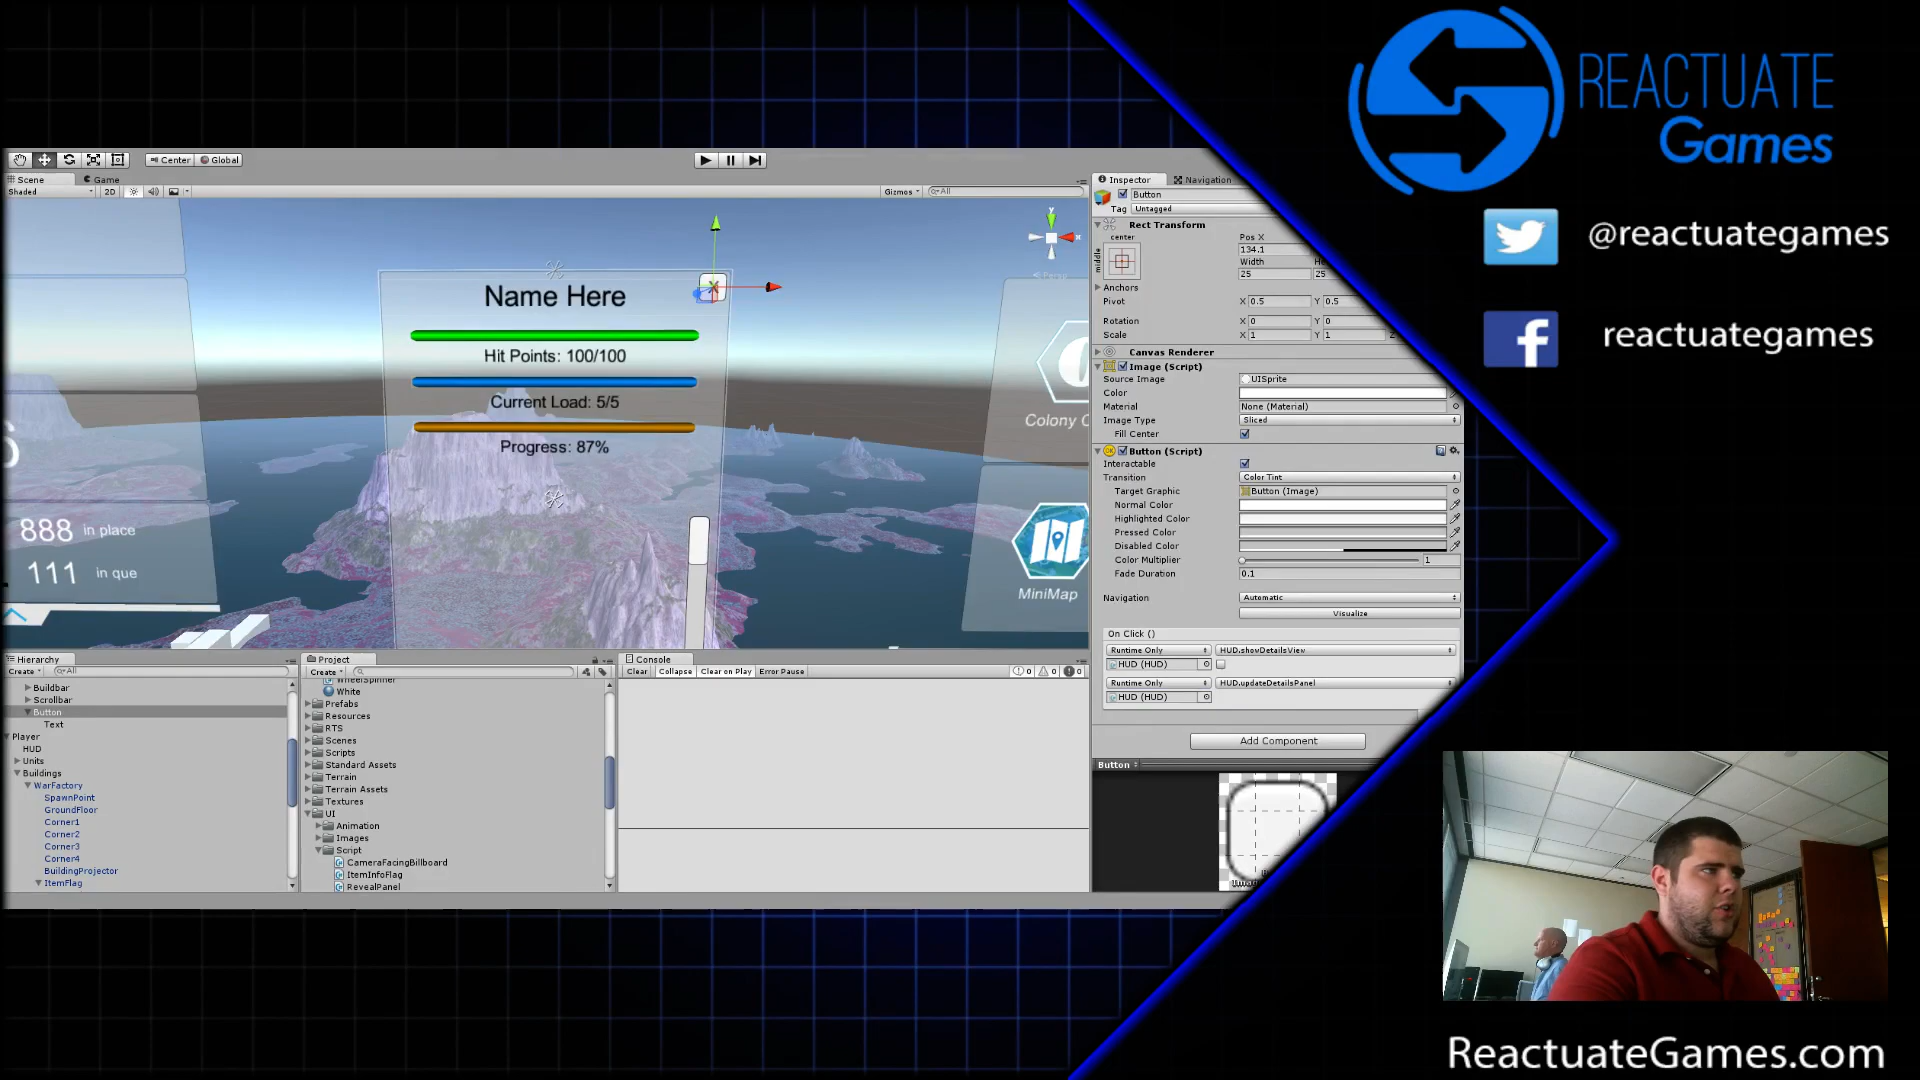 REACTUATE
Games
@reactuategames
reactuategames
Center
Global
Scene
Game
Shaded
2D
Gizmos
All
Name Here
Hit Points: 100/100
Current Load: 5/5
Progress: 87%
888 in place
111 in que
Colony C
MiniMap
Persp
y
x
Inspector
Navigation
Button
Tag Untagged
Rect Transform
center
middle
Pos X
134.1
Width
25
25
Anchors
Pivot X 0.5 Y 0.5
Rotation X 0 Y 0
Scale X 1 Y 1 Z
Canvas Renderer
Image (Script)
Source Image UISprite
Color
Material None (Material)
Image Type Sliced
Fill Center
Button (Script)
Interactable
Transition Color Tint
Target Graphic Button (Image)
Normal Color
Highlighted Color
Pressed Color
Disabled Color
Color Multiplier 1
Fade Duration 0.1
Navigation Automatic
Visualize
On Click ()
Runtime Only HUD.showDetailsView
HUD (HUD)
Runtime Only HUD.updateDetailsPanel
HUD (HUD)
Add Component
Button
Hierarchy
Create All
Buildbar
Scrollbar
Button
Text
Player
HUD
Units
Buildings
WarFactory
SpawnPoint
GroundFloor
Corner1
Corner2
Corner3
Corner4
BuildingProjector
ItemFlag
Project
Create
WheelSpinner
White
Prefabs
Resources
RTS
Scenes
Scripts
Standard Assets
Terrain
Terrain Assets
Textures
UI
Animation
Images
Script
CameraFacingBillboard
ItemInfoFlag
RevealPanel
Console
Clear Collapse Clear on Play Error Pause 0 0 0
ReactuateGames.com